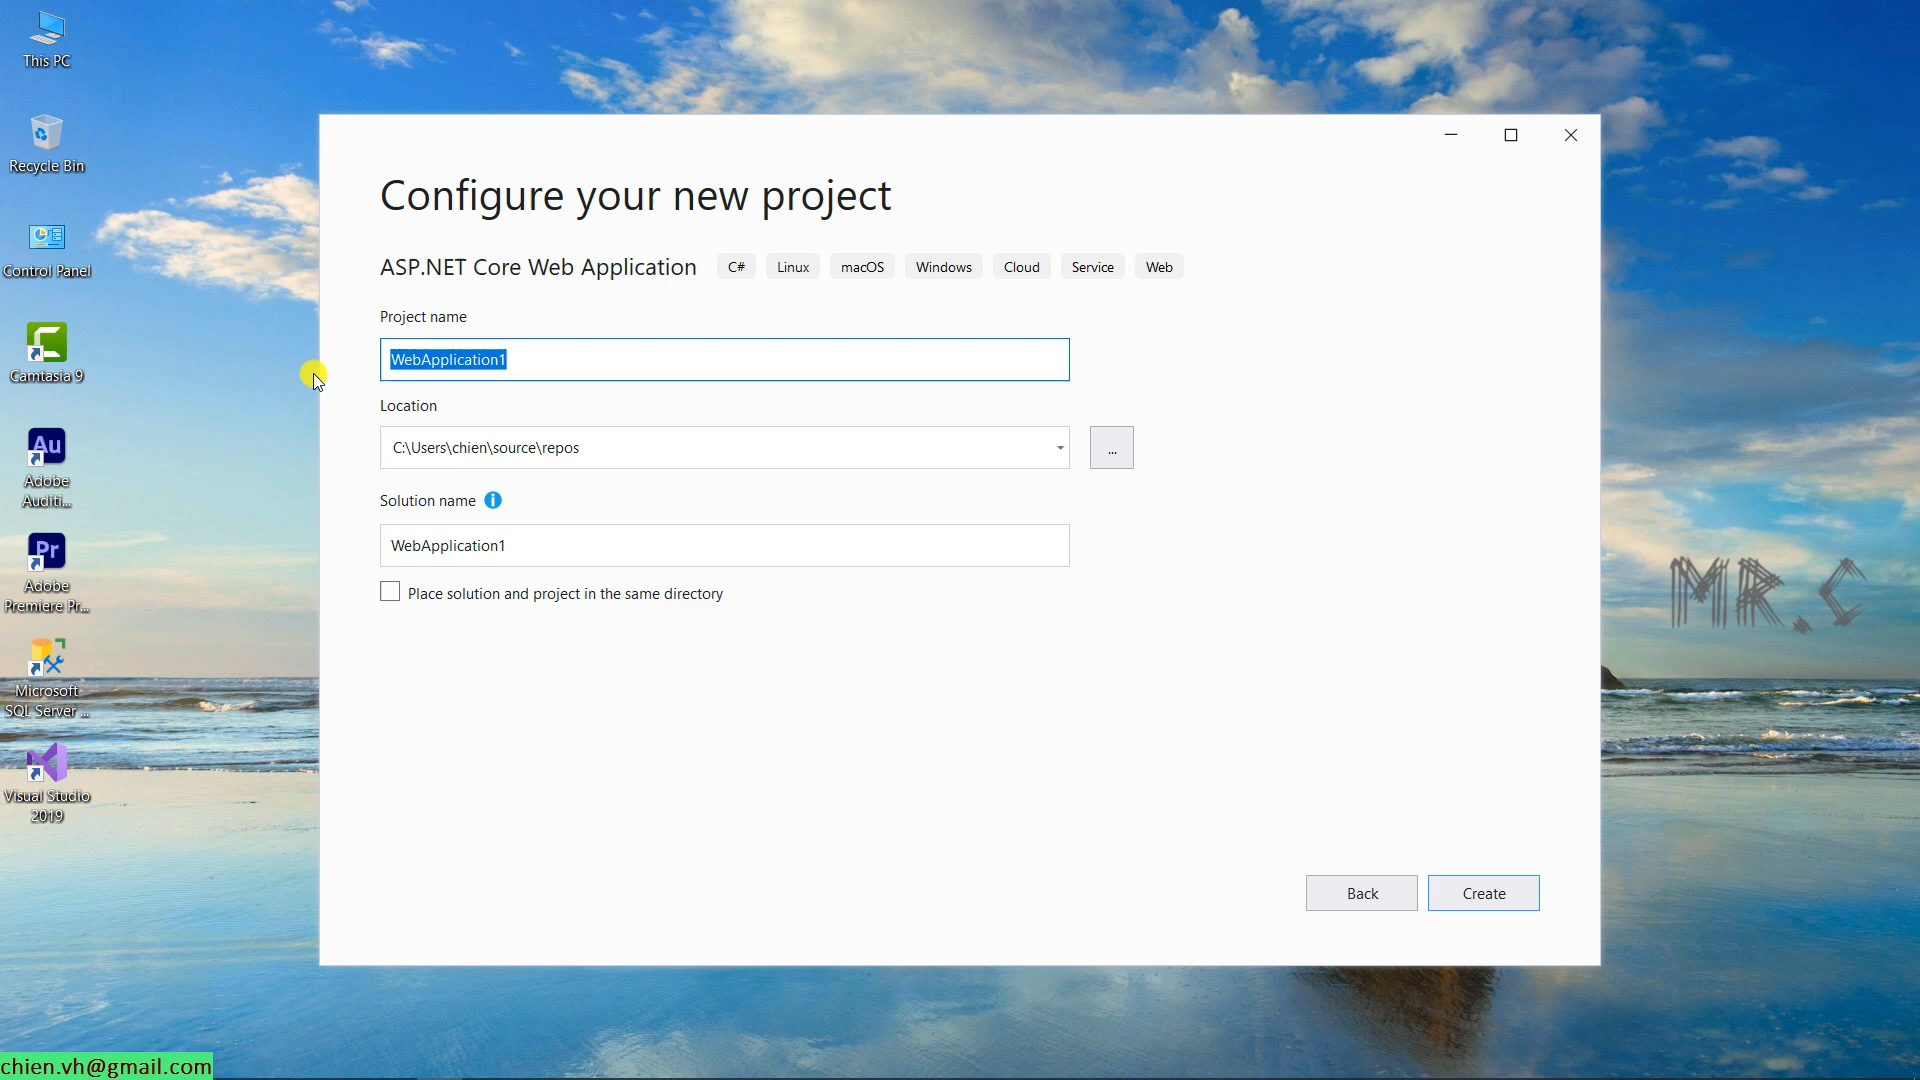 This PC
Recycle Bin
Control Panel
Camtasia 9
Adobe
Auditi...
Adobe
Premiere Pr...
Microsoft
SQL Server ...
Visual Studio
2019
Configure your new project
ASP.NET Core Web Application C# Linux macOS Windows Cloud Service Web
Project name
WebApplication1
Location
C:\Users\chien\source\repos
...
Solution name
WebApplication1
Place solution and project in the same directory
Back Create
MR.C
chien.vh@gmail.com